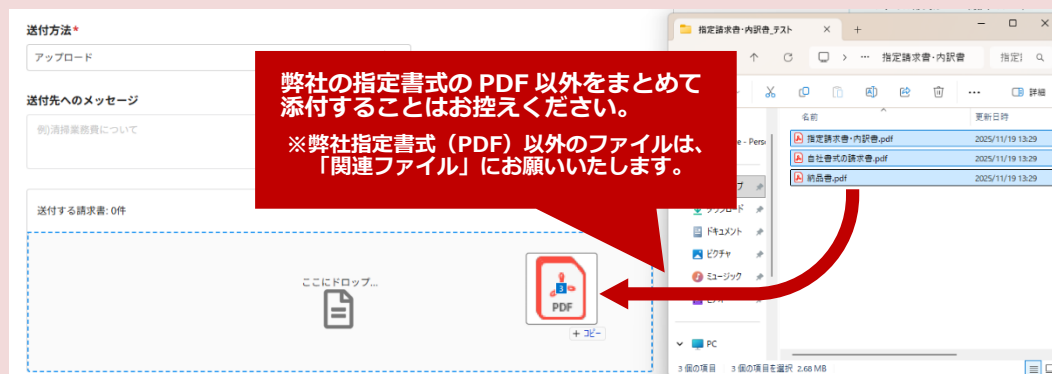 送付方法*
アップロード
送付先へのメッセージ
例)清掃業務費について
送付する請求書: 0件
ここにドロップ...
3
PDF
+ コピー
弊社の指定書式の PDF 以外をまとめて
添付することはお控えください。
※弊社指定書式（PDF）以外のファイルは、
「関連ファイル」にお願いいたします。
指定請求書・内訳書_テスト
指定請求書・内訳書
詳細
名前
更新日時
指定請求書・内訳書.pdf
2025/11/19 13:29
自社書式の請求書.pdf
2025/11/19 13:29
納品書.pdf
2025/11/19 13:29
e - Pers
ダウンロード
ドキュメント
ピクチャ
ミュージック
PC
3 個の項目
3 個の項目を選択 2.68 MB